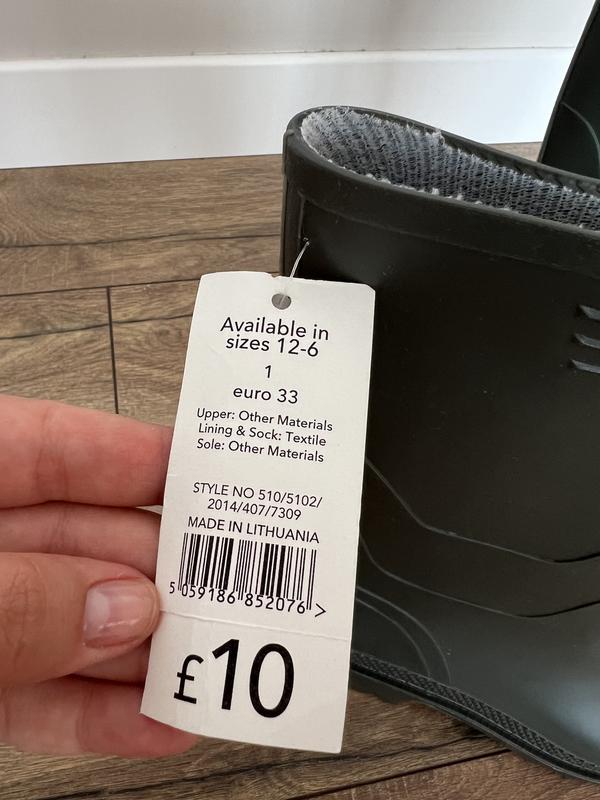 Available in
sizes 12-6
1
euro 33
Upper: Other Materials
Lining & Sock: Textile
Sole: Other Materials
STYLE NO 510/5102/
2014/407/7309
MADE IN LITHUANIA
5 059186 852076 >
£10